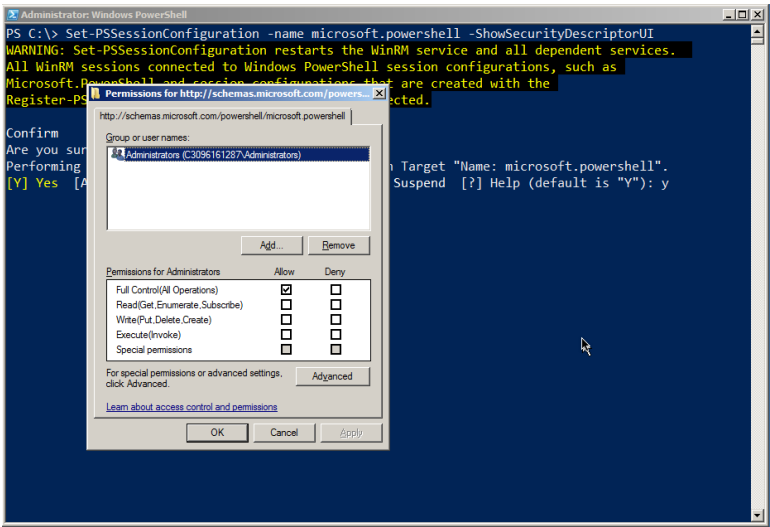 Administrator: Windows PowerShell
PS C:\> Set-PSSessionConfiguration -name microsoft.powershell -ShowSecurityDescriptorUI
WARNING: Set-PSSessionConfiguration restarts the WinRM service and all dependent services.
All WinRM sessions connected to Windows PowerShell session configurations, such as
Microsoft.PowerShell and session configurations that are created with the
Register-PS ected.
Confirm
Are you sur
Performing n Target "Name: microsoft.powershell".
[Y] Yes [A Suspend [?] Help (default is "Y"): y
Permissions for http://schemas.microsoft.com/powers...
http://schemas.microsoft.com/powershell/microsoft.powershell
Group or user names:
Administrators (C3096161287\Administrators)
Add... Remove
Permissions for Administrators Allow Deny
Full Control(All Operations)
Read(Get,Enumerate,Subscribe)
Write(Put,Delete,Create)
Execute(Invoke)
Special permissions
For special permissions or advanced settings,
click Advanced.
Advanced
Learn about access control and permissions
OK Cancel Apply